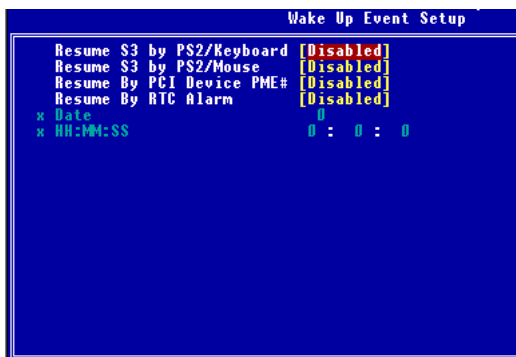 Wake Up Event Setup
Resume S3 by PS2/Keyboard [Disabled]
Resume S3 by PS2/Mouse [Disabled]
Resume By PCI Device PME# [Disabled]
Resume By RTC Alarm [Disabled]
x Date 0
x HH:MM:SS 0 : 0 : 0